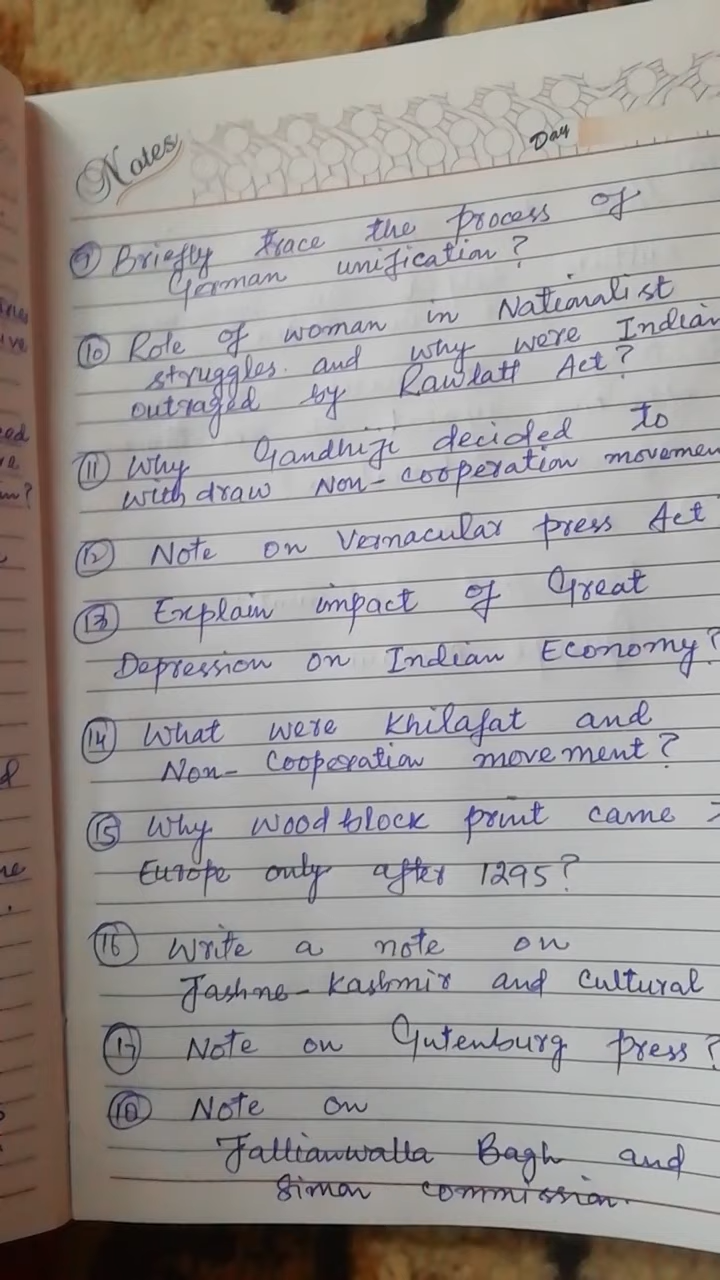 Notes
Day
9 Briefly trace the process of
German unification?
10 Role of woman in Nationalist
struggles. and why were Indian
outraged by Rawlatt Act?
11 Why Gandhiji decided to
withdraw Non-cooperation movemen
12 Note on Vernacular press Act
13 Explain impact of Great
Depression on Indian Economy?
14 What were Khilafat and
Non-Cooperation movement?
15 Why Woodblock print came
Europe only after 1295?
16 Write a note on
Jashne-Kashmir and Cultural
17 Note on Gutenburg press?
18 Note on
Jallianwalla Bagh and
Simon commission.